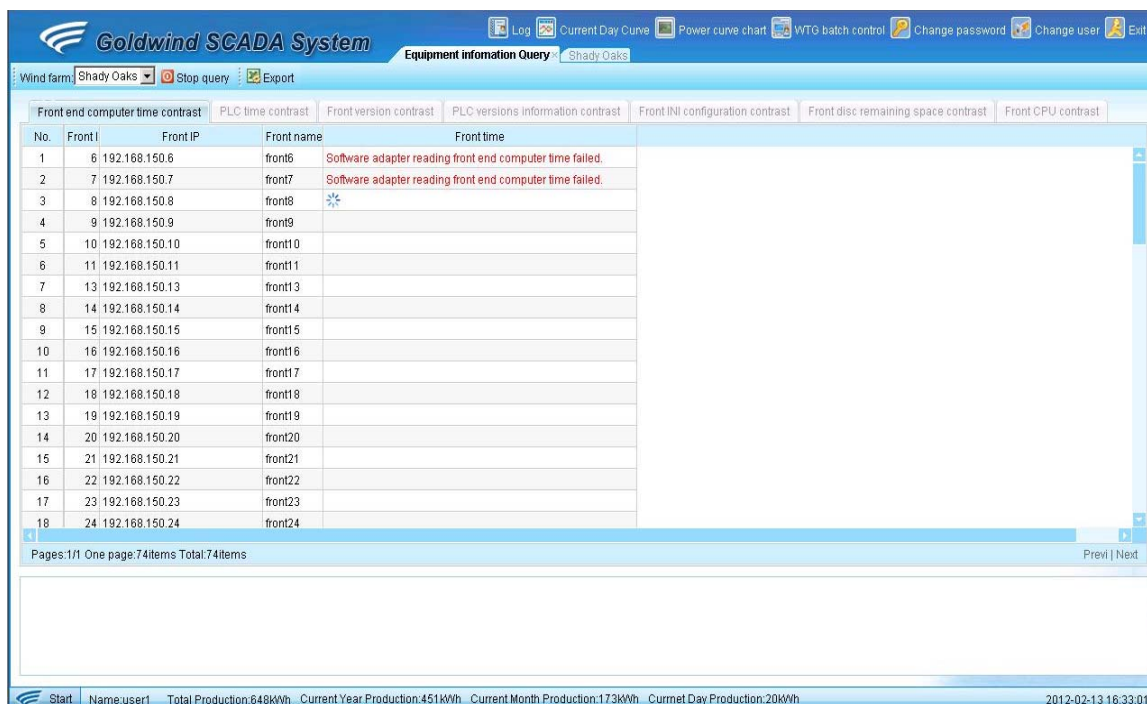 Goldwind SCADA System
Log Current Day Curve Power curve chart WTG batch control Change password Change user Exit
Equipment infomation Query × Shady Oaks
Wind farm: Shady Oaks Stop query Export
Front end computer time contrast PLC time contrast Front version contrast PLC versions information contrast Front INI configuration contrast Front disc remaining space contrast Front CPU contrast
No. Front I Front IP Front name Front time
1 6 192.168.150.6 front6 Software adapter reading front end computer time failed.
2 7 192.168.150.7 front7 Software adapter reading front end computer time failed.
3 8 192.168.150.8 front8
4 9 192.168.150.9 front9
5 10 192.168.150.10 front10
6 11 192.168.150.11 front11
7 13 192.168.150.13 front13
8 14 192.168.150.14 front14
9 15 192.168.150.15 front15
10 16 192.168.150.16 front16
11 17 192.168.150.17 front17
12 18 192.168.150.18 front18
13 19 192.168.150.19 front19
14 20 192.168.150.20 front20
15 21 192.168.150.21 front21
16 22 192.168.150.22 front22
17 23 192.168.150.23 front23
18 24 192.168.150.24 front24
Pages:1/1 One page:74items Total:74items Previ | Next
Start Name:user1 Total Production:648kWh Current Year Production:451kWh Current Month Production:173kWh Currnet Day Production:20kWh 2012-02-13 16:33:01